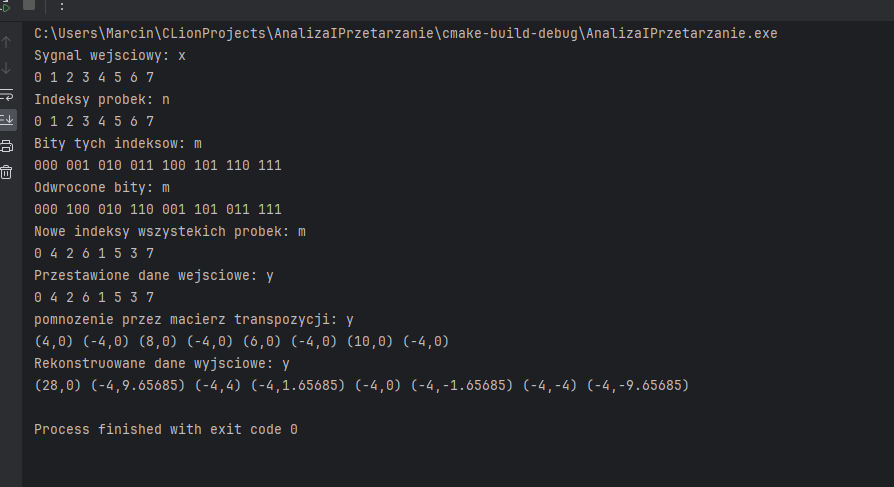 :
C:\Users\Marcin\CLionProjects\AnalizaIPrzetarzanie\cmake-build-debug\AnalizaIPrzetarzanie.exe
Sygnal wejsciowy: x
0 1 2 3 4 5 6 7
Indeksy probek: n
0 1 2 3 4 5 6 7
Bity tych indeksow: m
000 001 010 011 100 101 110 111
Odwrocone bity: m
000 100 010 110 001 101 011 111
Nowe indeksy wszystekich probek: m
0 4 2 6 1 5 3 7
Przestawione dane wejsciowe: y
0 4 2 6 1 5 3 7
pomnozenie przez macierz transpozycji: y
(4,0) (-4,0) (8,0) (-4,0) (6,0) (-4,0) (10,0) (-4,0)
Rekonstruowane dane wyjsciowe: y
(28,0) (-4,9.65685) (-4,4) (-4,1.65685) (-4,0) (-4,-1.65685) (-4,-4) (-4,-9.65685)
Process finished with exit code 0